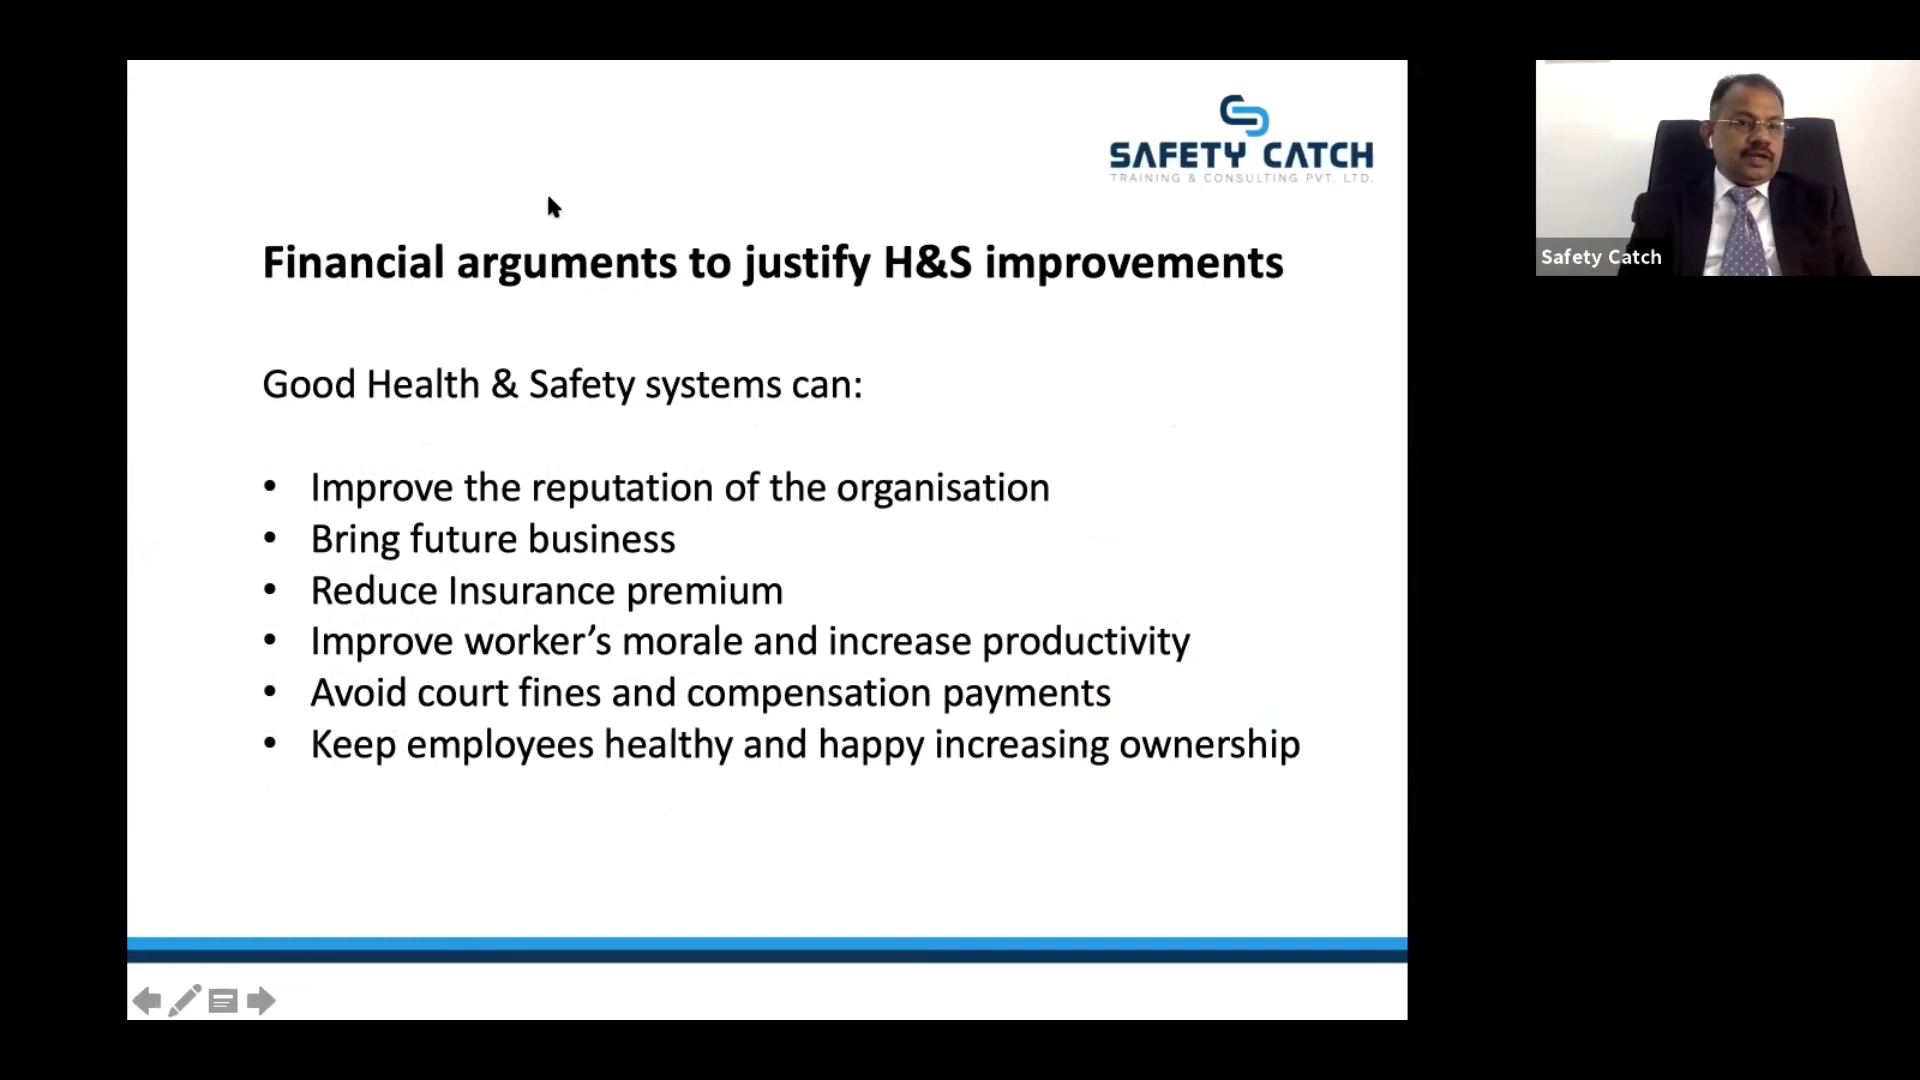 SAFETY CATCH
TRAINING & CONSULTING PVT. LTD.
Financial arguments to justify H&S improvements
Good Health & Safety systems can:
• Improve the reputation of the organisation
• Bring future business
• Reduce Insurance premium
• Improve worker’s morale and increase productivity
• Avoid court fines and compensation payments
• Keep employees healthy and happy increasing ownership
Safety Catch